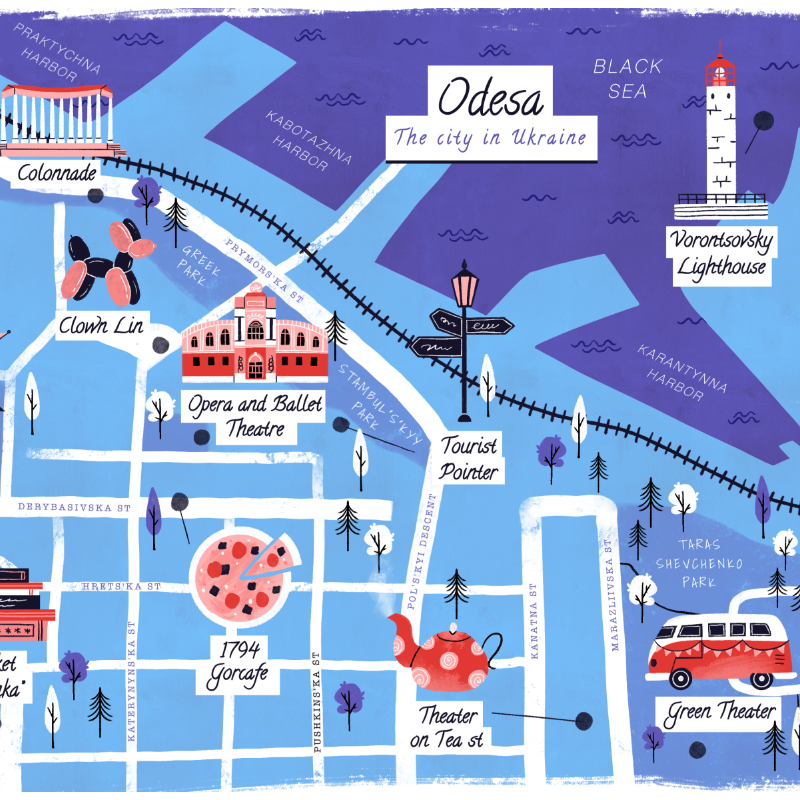 PRAKTYCHNA
HARBOR
KABOTAZHNA
HARBOR
Odesa
The city in Ukraine
BLACK
SEA
Colonnade
Vorontsovsky
Lighthouse
GREEK
PARK
PRYMORS'KA ST
Clown Lin
Opera and Ballet
Theatre
STAMBUL'S'KYY
PARK
KARANTYNNA
HARBOR
Tourist
Pointer
DERYBASIVSKA ST
POL'S'KYI DESCENT
TARAS
SHEVCHENKO
PARK
HRETS'KA ST
KATERYNYNS'KA ST
PUSHKINS'KA ST
KANATNA ST
MARAZLIIVSKA ST
1794
Gorcafe
Theater
on Tea st
Green Theater